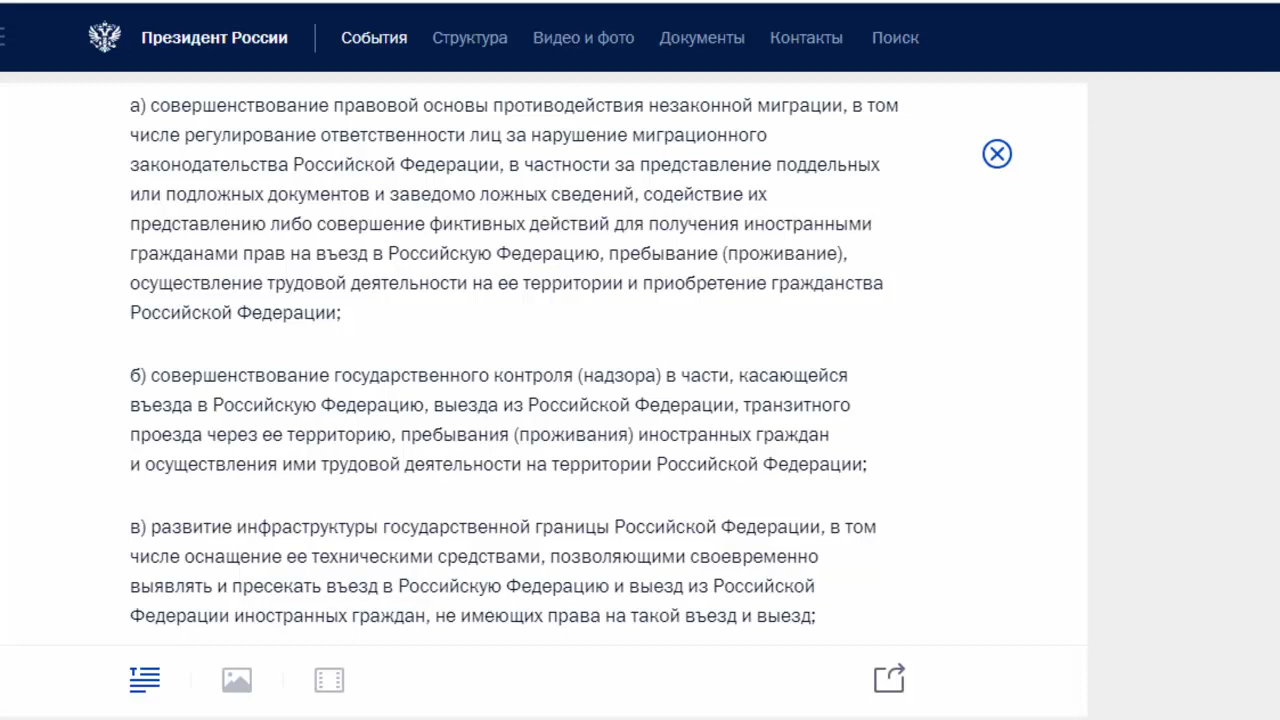 Президент России События Структура Видео и фото Документы Контакты Поиск
а) совершенствование правовой основы противодействия незаконной миграции, в том
числе регулирование ответственности лиц за нарушение миграционного
законодательства Российской Федерации, в частности за представление поддельных
или подложных документов и заведомо ложных сведений, содействие их
представлению либо совершение фиктивных действий для получения иностранными
гражданами прав на въезд в Российскую Федерацию, пребывание (проживание),
осуществление трудовой деятельности на ее территории и приобретение гражданства
Российской Федерации;
б) совершенствование государственного контроля (надзора) в части, касающейся
въезда в Российскую Федерацию, выезда из Российской Федерации, транзитного
проезда через ее территорию, пребывания (проживания) иностранных граждан
и осуществления ими трудовой деятельности на территории Российской Федерации;
в) развитие инфраструктуры государственной границы Российской Федерации, в том
числе оснащение ее техническими средствами, позволяющими своевременно
выявлять и пресекать въезд в Российскую Федерацию и выезд из Российской
Федерации иностранных граждан, не имеющих права на такой въезд и выезд;